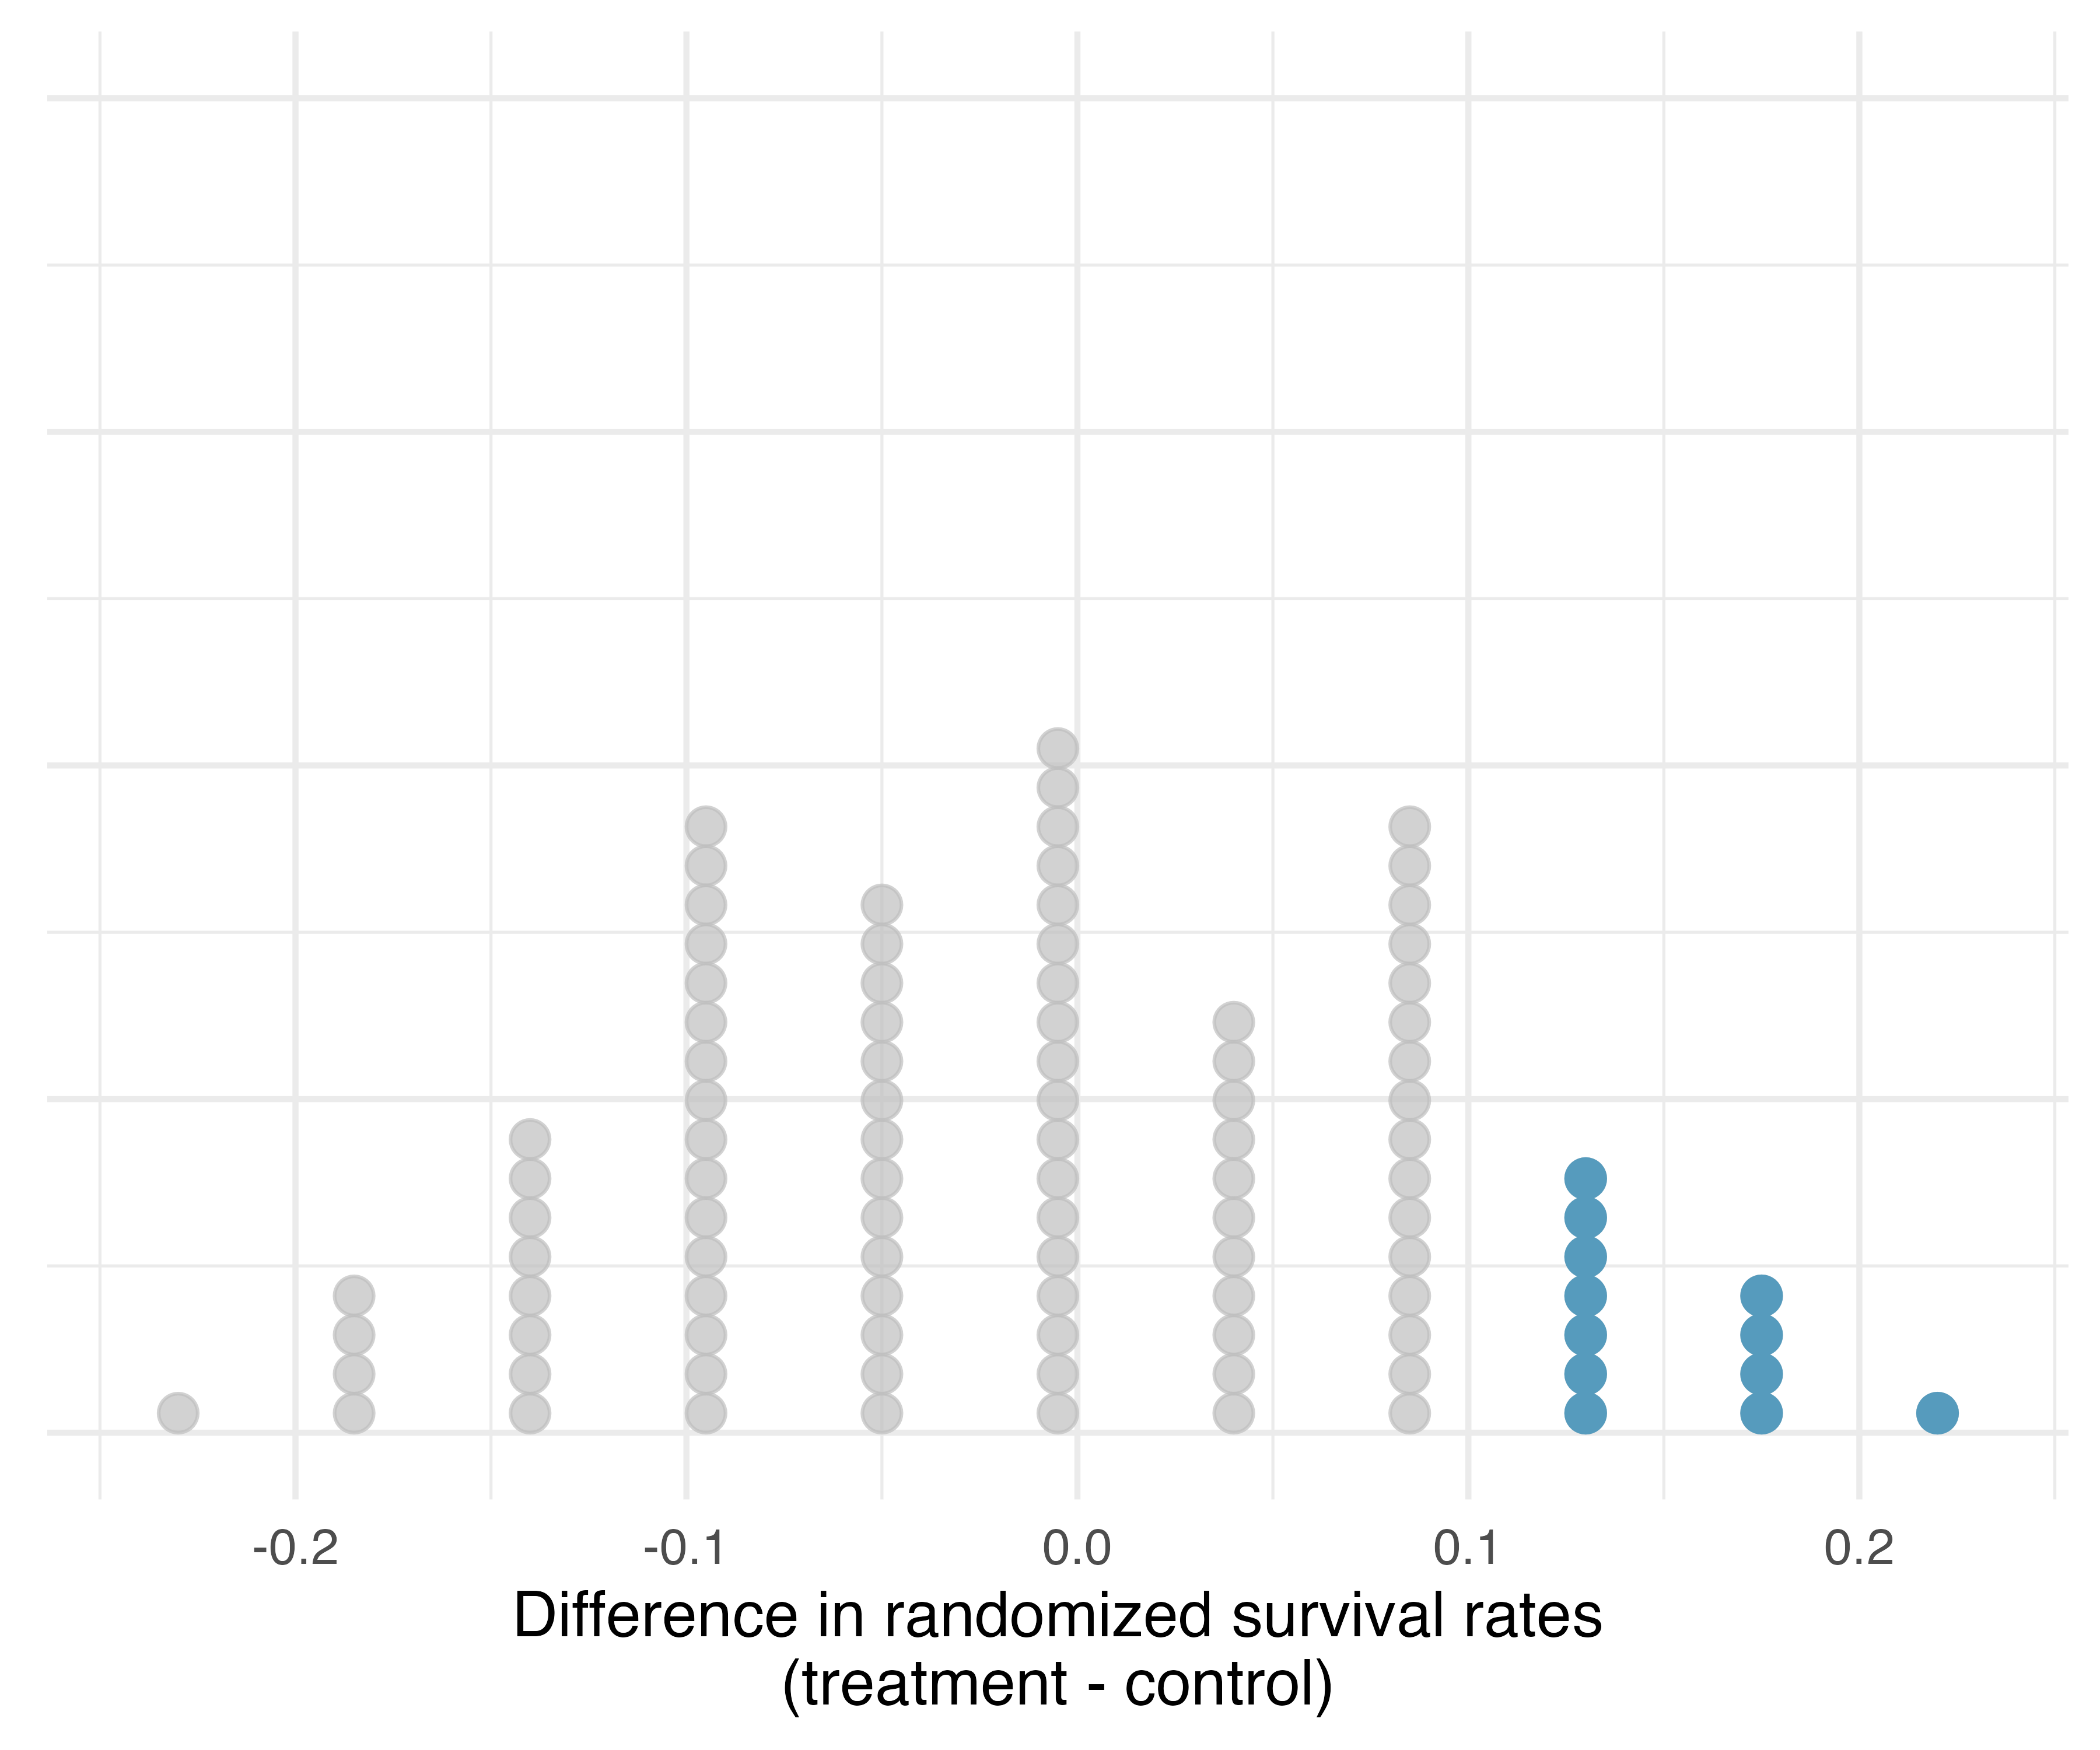 -0.2 -0.1 0.0 0.1 0.2
Difference in randomized survival rates
(treatment - control)